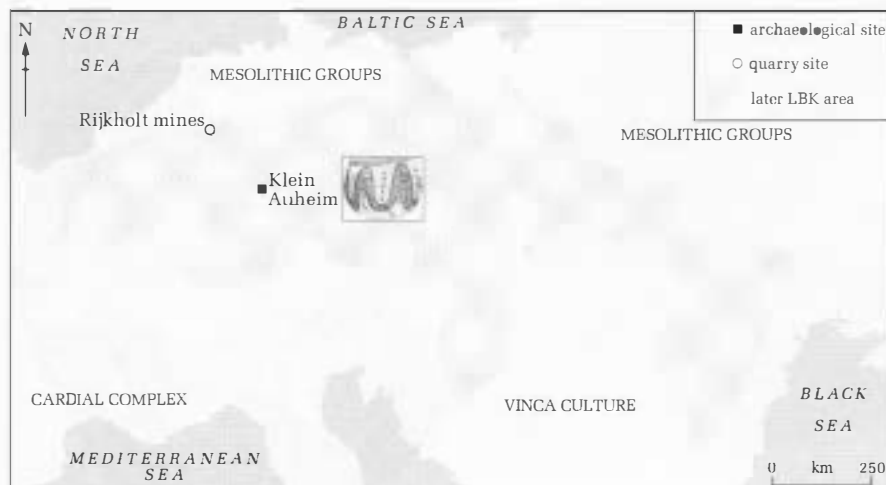 N
NORTH
SEA
BALTIC SEA
MESOLITHIC GROUPS
Rijkholt mines
Klein
Auheim
archaeological site
quarry site
later LBK area
MESOLITHIC GROUPS
CARDIAL COMPLEX
VINCA CULTURE
BLACK
SEA
MEDITERRANEAN
SEA
0 km 250